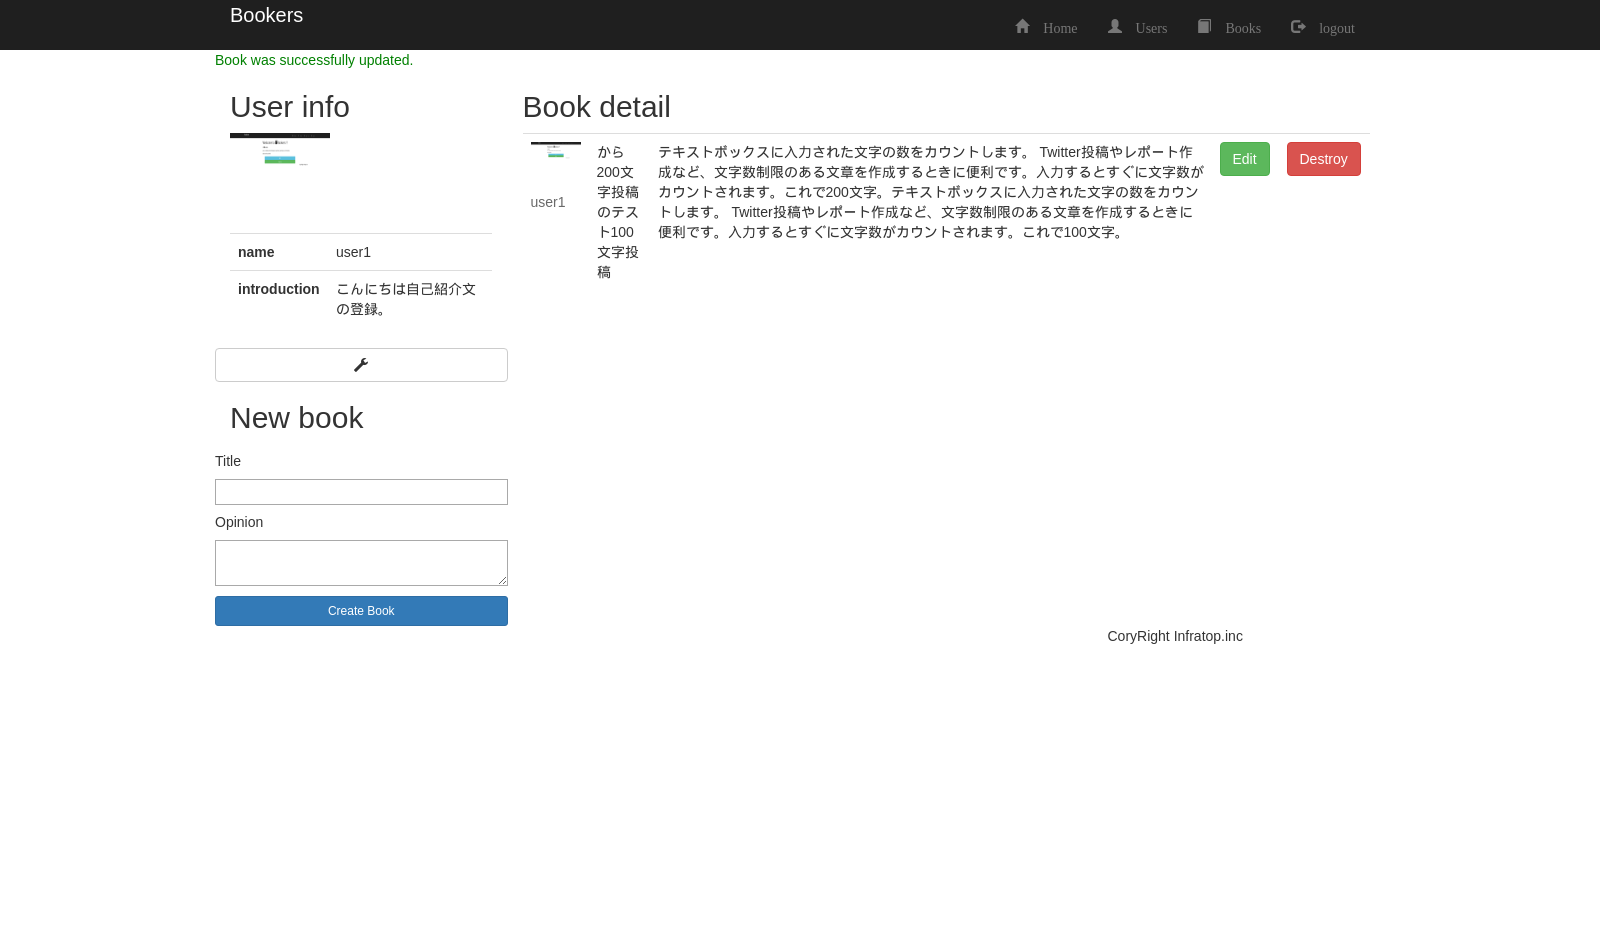 Bookers
Home Users Books logout
Book was successfully updated.
User info
name user1
introduction こんにちは自己紹介文
の登録。
New book
Title
Opinion
Create Book
Book detail
user1
から
200文
字投稿
のテス
ト100
文字投
稿
テキストボックスに入力された文字の数をカウントします。 Twitter投稿やレポート作
成など、文字数制限のある文章を作成するときに便利です。入力するとすぐに文字数が
カウントされます。これで200文字。テキストボックスに入力された文字の数をカウン
トします。 Twitter投稿やレポート作成など、文字数制限のある文章を作成するときに
便利です。入力するとすぐに文字数がカウントされます。これで100文字。
Edit Destroy
CoryRight Infratop.inc